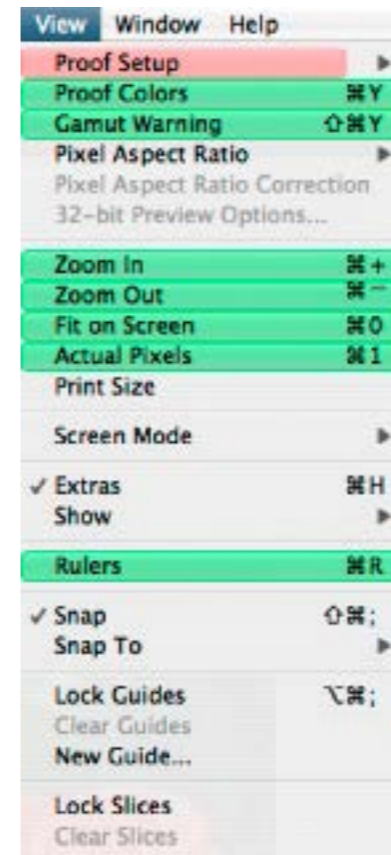 View Window Help
Proof Setup ▶
Proof Colors ⌘Y
Gamut Warning ⇧⌘Y
Pixel Aspect Ratio ▶
Pixel Aspect Ratio Correction
32-bit Preview Options...
Zoom In ⌘+
Zoom Out ⌘−
Fit on Screen ⌘0
Actual Pixels ⌘1
Print Size
Screen Mode ▶
✓ Extras ⌘H
Show ▶
Rulers ⌘R
✓ Snap ⇧⌘;
Snap To ▶
Lock Guides ⌥⌘;
Clear Guides
New Guide...
Lock Slices
Clear Slices